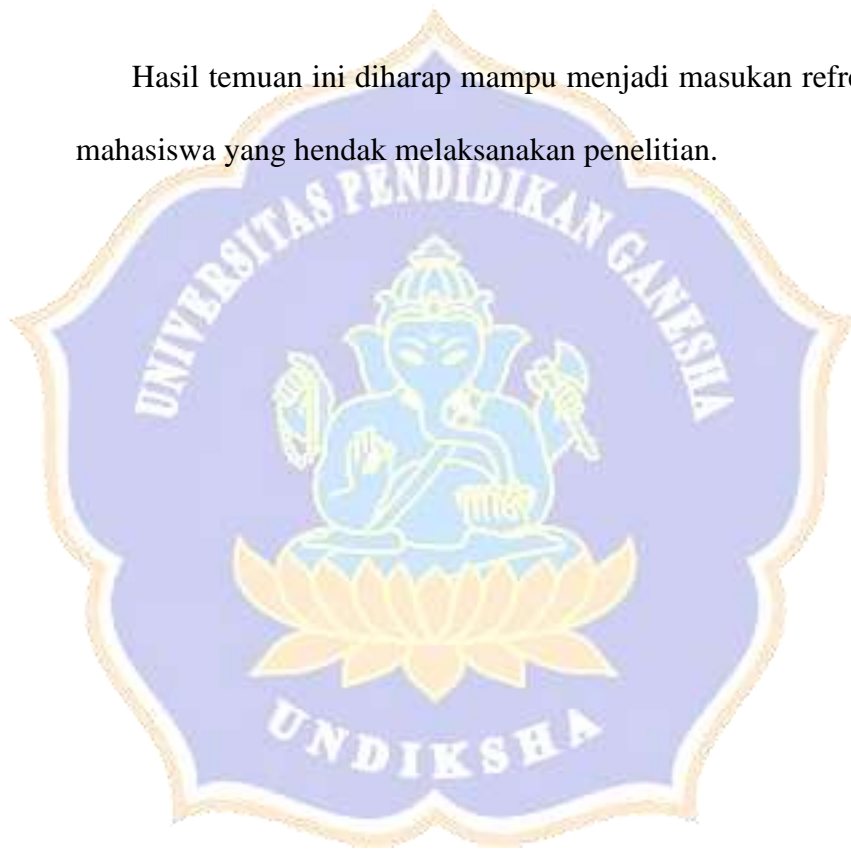 Hasil temuan ini diharap mampu menjadi masukan
mahasiswa yang hendak melaksanakan penelitian.
UNIVERSITAS PENDIDIKAN GANESHA
UNDIKSHA